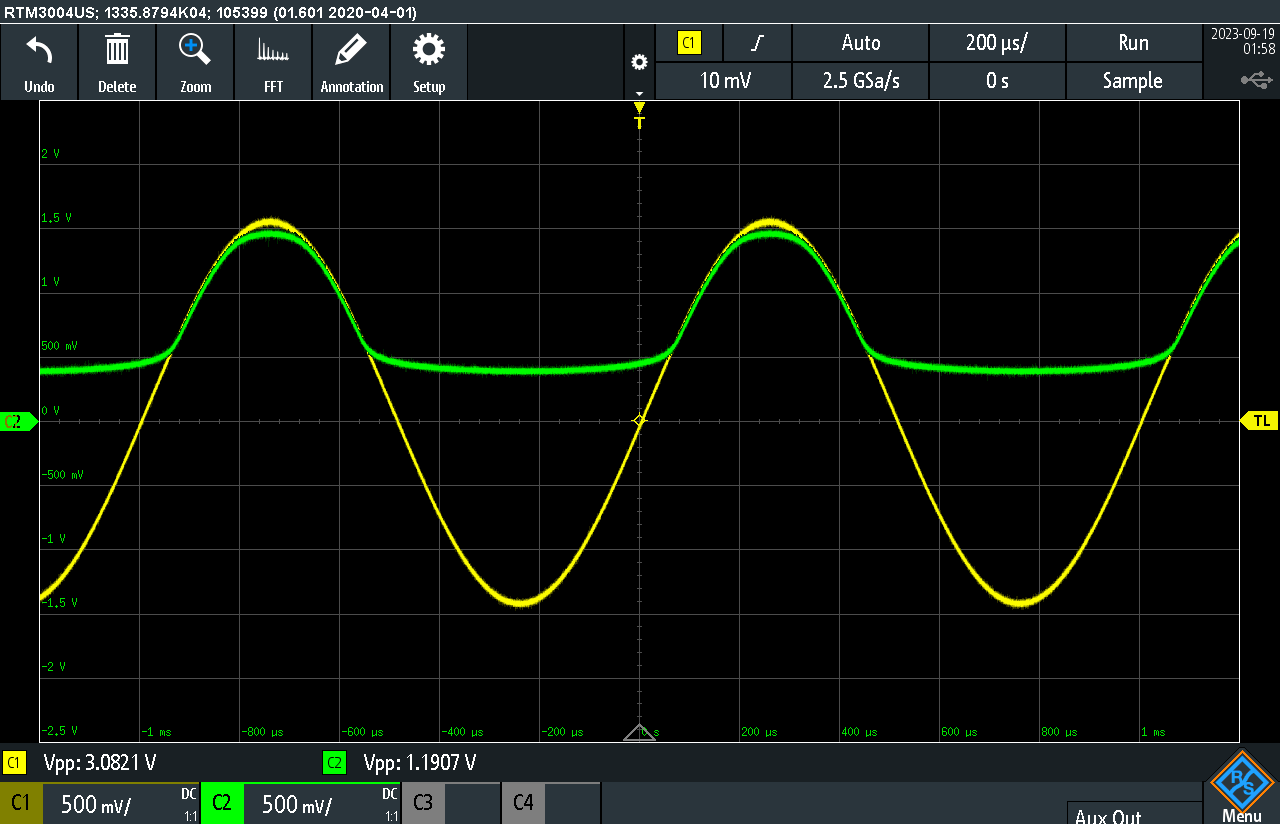 RTM3004US; 1335.8794K04; 105399 (01.601 2020-04-01)
Undo
Delete
Zoom
FFT
Annotation
Setup
C1
Auto
200 µs/
Run
10 mV
2.5 GSa/s
0 s
Sample
2023-09-19
01:58
T
2 V
1.5 V
1 V
500 mV
0 V
-500 mV
-1 V
-1.5 V
-2 V
-2.5 V
C2
TL
-1 ms
-800 µs
-600 µs
-400 µs
-200 µs
0 s
200 µs
400 µs
600 µs
800 µs
1 ms
C1 Vpp: 3.0821 V
C2 Vpp: 1.1907 V
C1 500 mV/ DC 1:1
C2 500 mV/ DC 1:1
C3
C4
Aux Out
R S
Menu